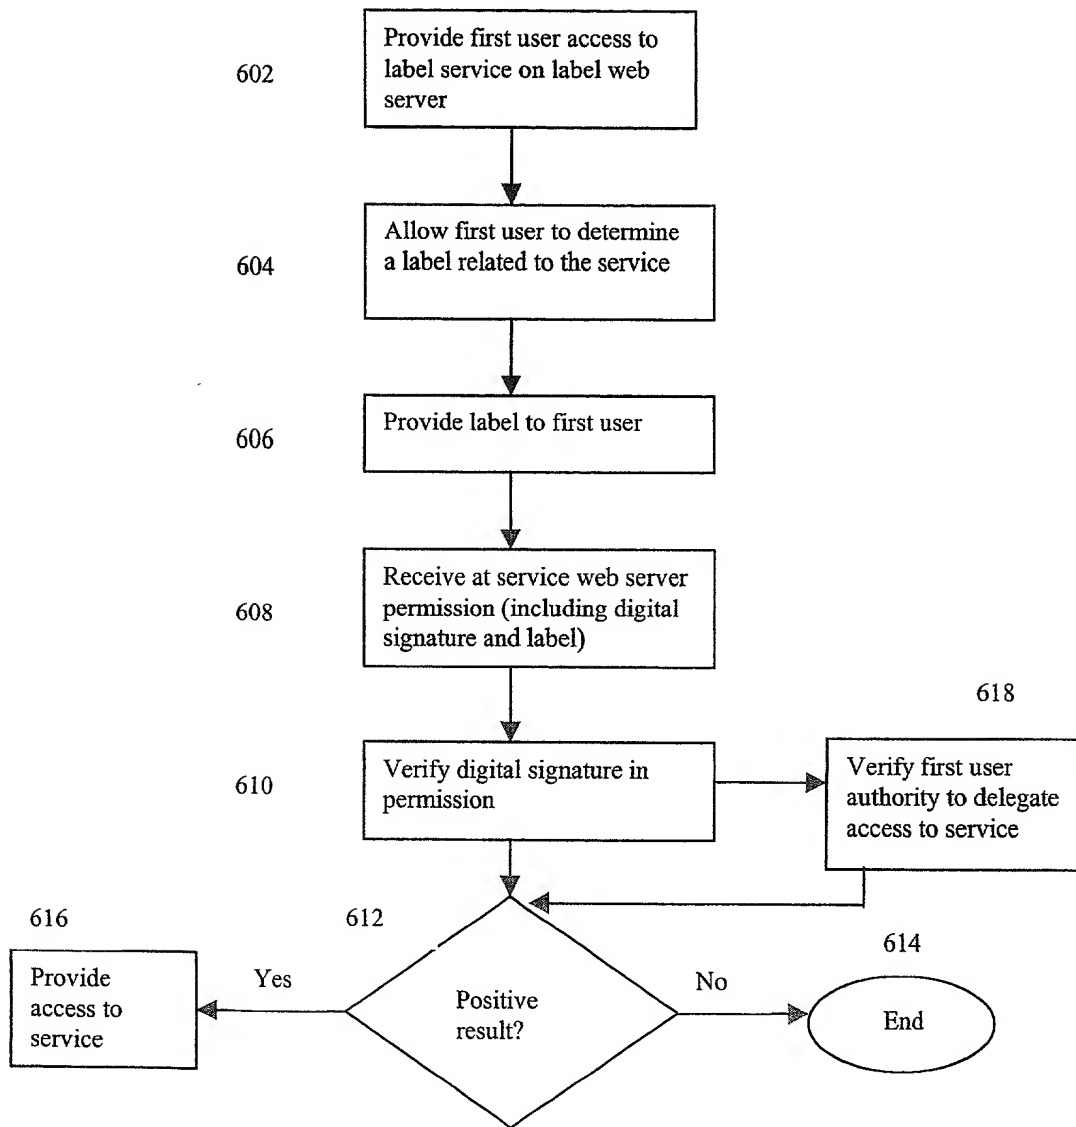 602
Provide first user access to
label service on label web
server
604
Allow first user to determine
a label related to the service
606
Provide label to first user
608
Receive at service web server
permission (including digital
signature and label)
610
Verify digital signature in
permission
618
Verify first user
authority to delegate
access to service
612
Positive
result?
Yes
616
Provide
access to
service
No
614
End